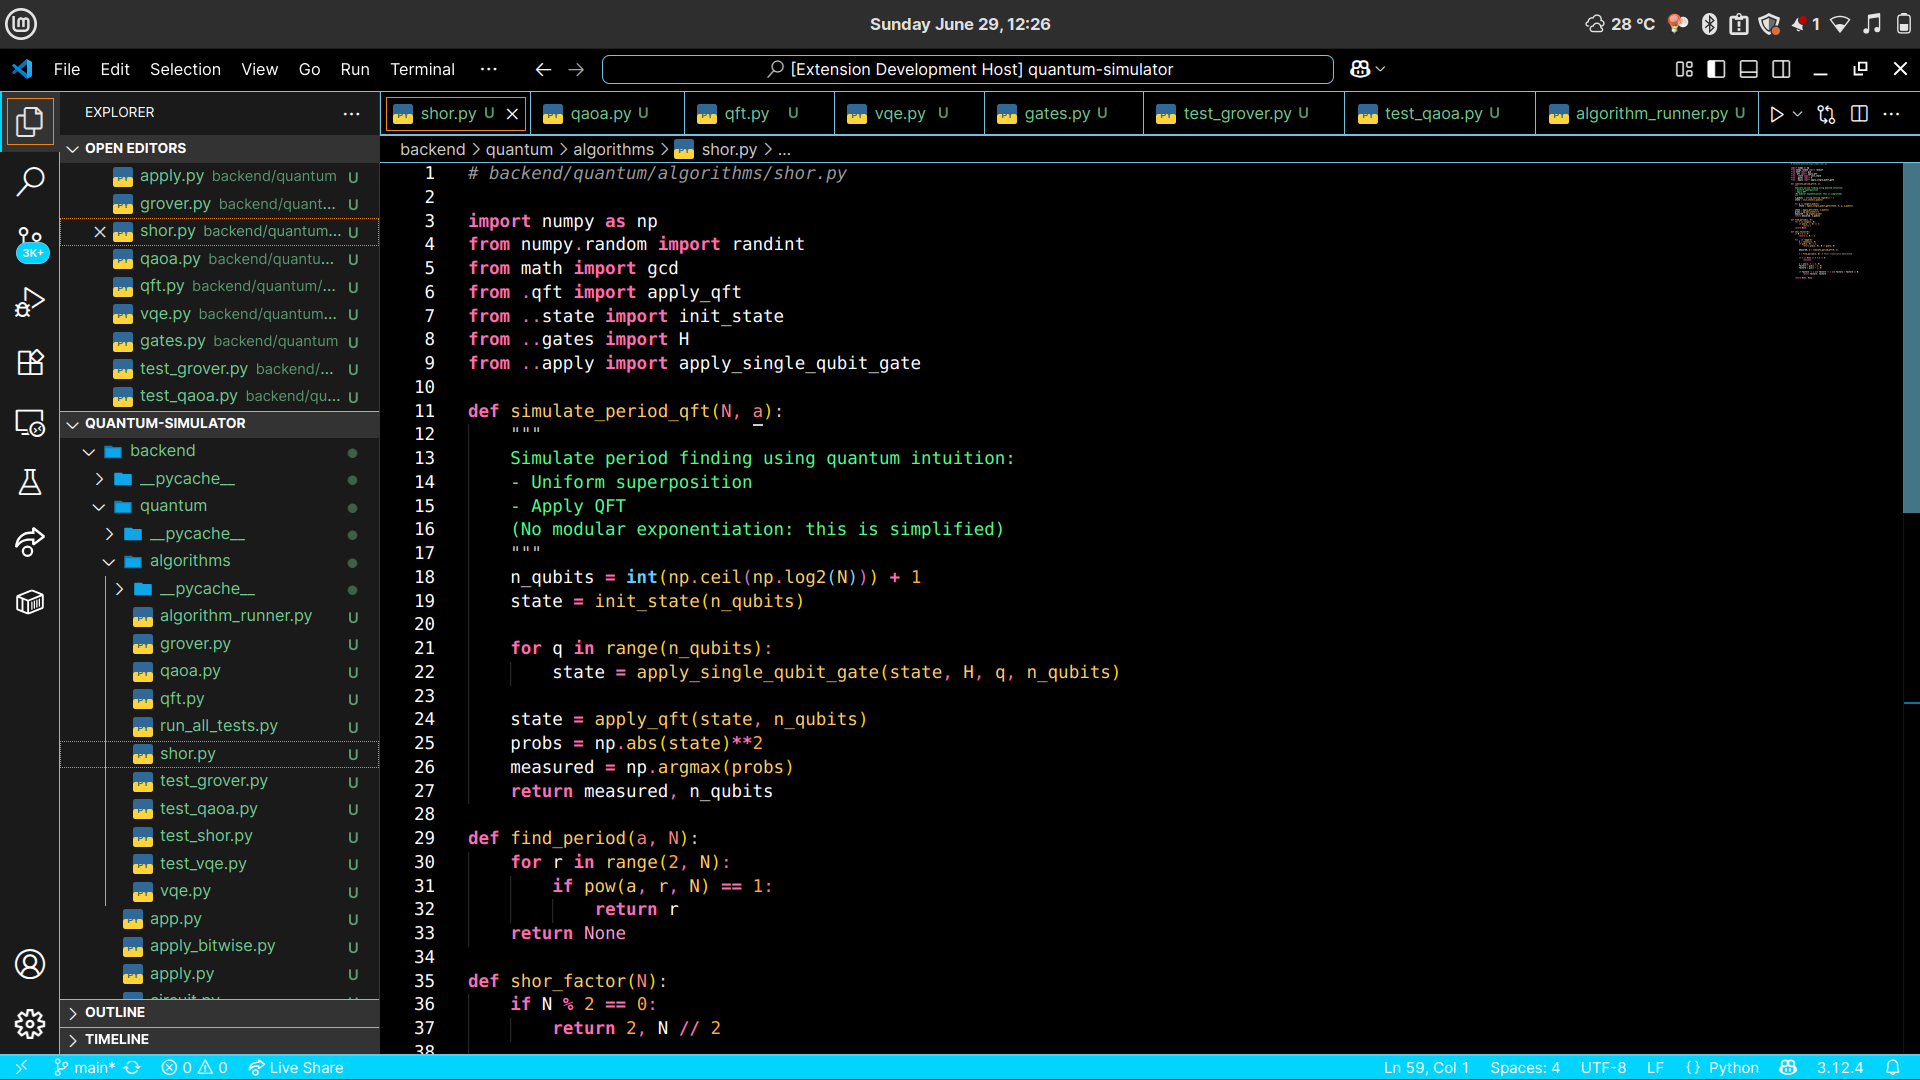 Sunday June 29, 12:26
28 °C
1
File Edit Selection View Go Run Terminal ...
[Extension Development Host] quantum-simulator
EXPLORER
OPEN EDITORS
apply.py backend/quantum U
grover.py backend/quant... U
shor.py backend/quantum... U
qaoa.py backend/quantu... U
qft.py backend/quantum/... U
vqe.py backend/quantum... U
gates.py backend/quantum U
test_grover.py backend/... U
test_qaoa.py backend/qu... U
3K+
QUANTUM-SIMULATOR
backend
__pycache__
quantum
__pycache__
algorithms
__pycache__
algorithm_runner.py U
grover.py U
qaoa.py U
qft.py U
run_all_tests.py U
shor.py U
test_grover.py U
test_qaoa.py U
test_shor.py U
test_vqe.py U
vqe.py U
app.py U
apply_bitwise.py U
apply.py U
OUTLINE
TIMELINE
shor.py U
qaoa.py U
qft.py U
vqe.py U
gates.py U
test_grover.py U
test_qaoa.py U
algorithm_runner.py U
backend > quantum > algorithms > shor.py > ...
1 # backend/quantum/algorithms/shor.py
2
3 import numpy as np
4 from numpy.random import randint
5 from math import gcd
6 from .qft import apply_qft
7 from ..state import init_state
8 from ..gates import H
9 from ..apply import apply_single_qubit_gate
10
11 def simulate_period_qft(N, a):
12     """
13     Simulate period finding using quantum intuition:
14     - Uniform superposition
15     - Apply QFT
16     (No modular exponentiation: this is simplified)
17     """
18     n_qubits = int(np.ceil(np.log2(N))) + 1
19     state = init_state(n_qubits)
20
21     for q in range(n_qubits):
22         state = apply_single_qubit_gate(state, H, q, n_qubits)
23
24     state = apply_qft(state, n_qubits)
25     probs = np.abs(state)**2
26     measured = np.argmax(probs)
27     return measured, n_qubits
28
29 def find_period(a, N):
30     for r in range(2, N):
31         if pow(a, r, N) == 1:
32             return r
33     return None
34
35 def shor_factor(N):
36     if N % 2 == 0:
37         return 2, N // 2
38
main* 0 0 Live Share
Ln 59, Col 1 Spaces: 4 UTF-8 LF { } Python 3.12.4